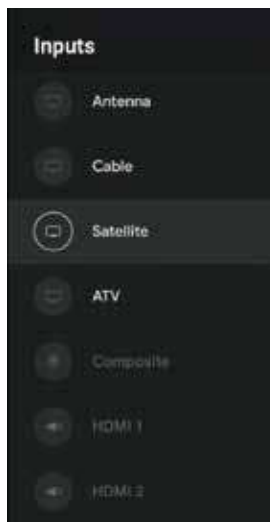 Inputs
Antenna
Cable
Satellite
ATV
Composite
HDMI 1
HDMI 2